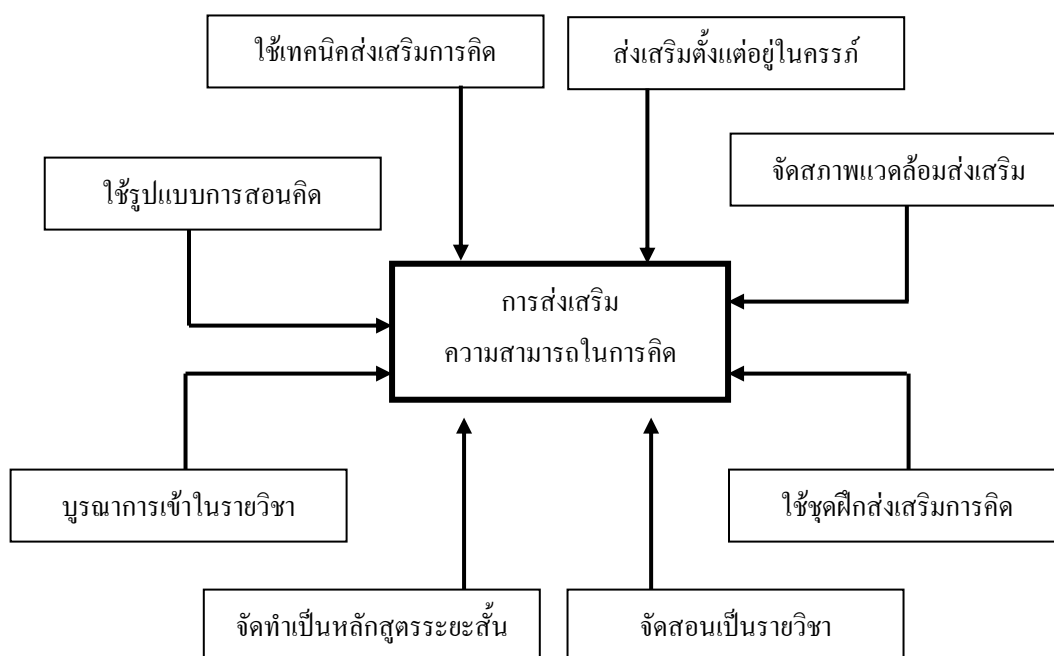 ใช้เทคนิคส่งเสริมการคิด
ส่งเสริมตั้งแต่อยู่ในครรภ์
ใช้รูปแบบการสอนคิด
จัดสภาพแวดล้อมส่งเสริม
การส่งเสริม
ความสามารถในการคิด
บูรณาการเข้าในรายวิชา
ใช้ชุดฝึกส่งเสริมการคิด
จัดทำเป็นหลักสูตรระยะสั้น
จัดสอนเป็นรายวิชา